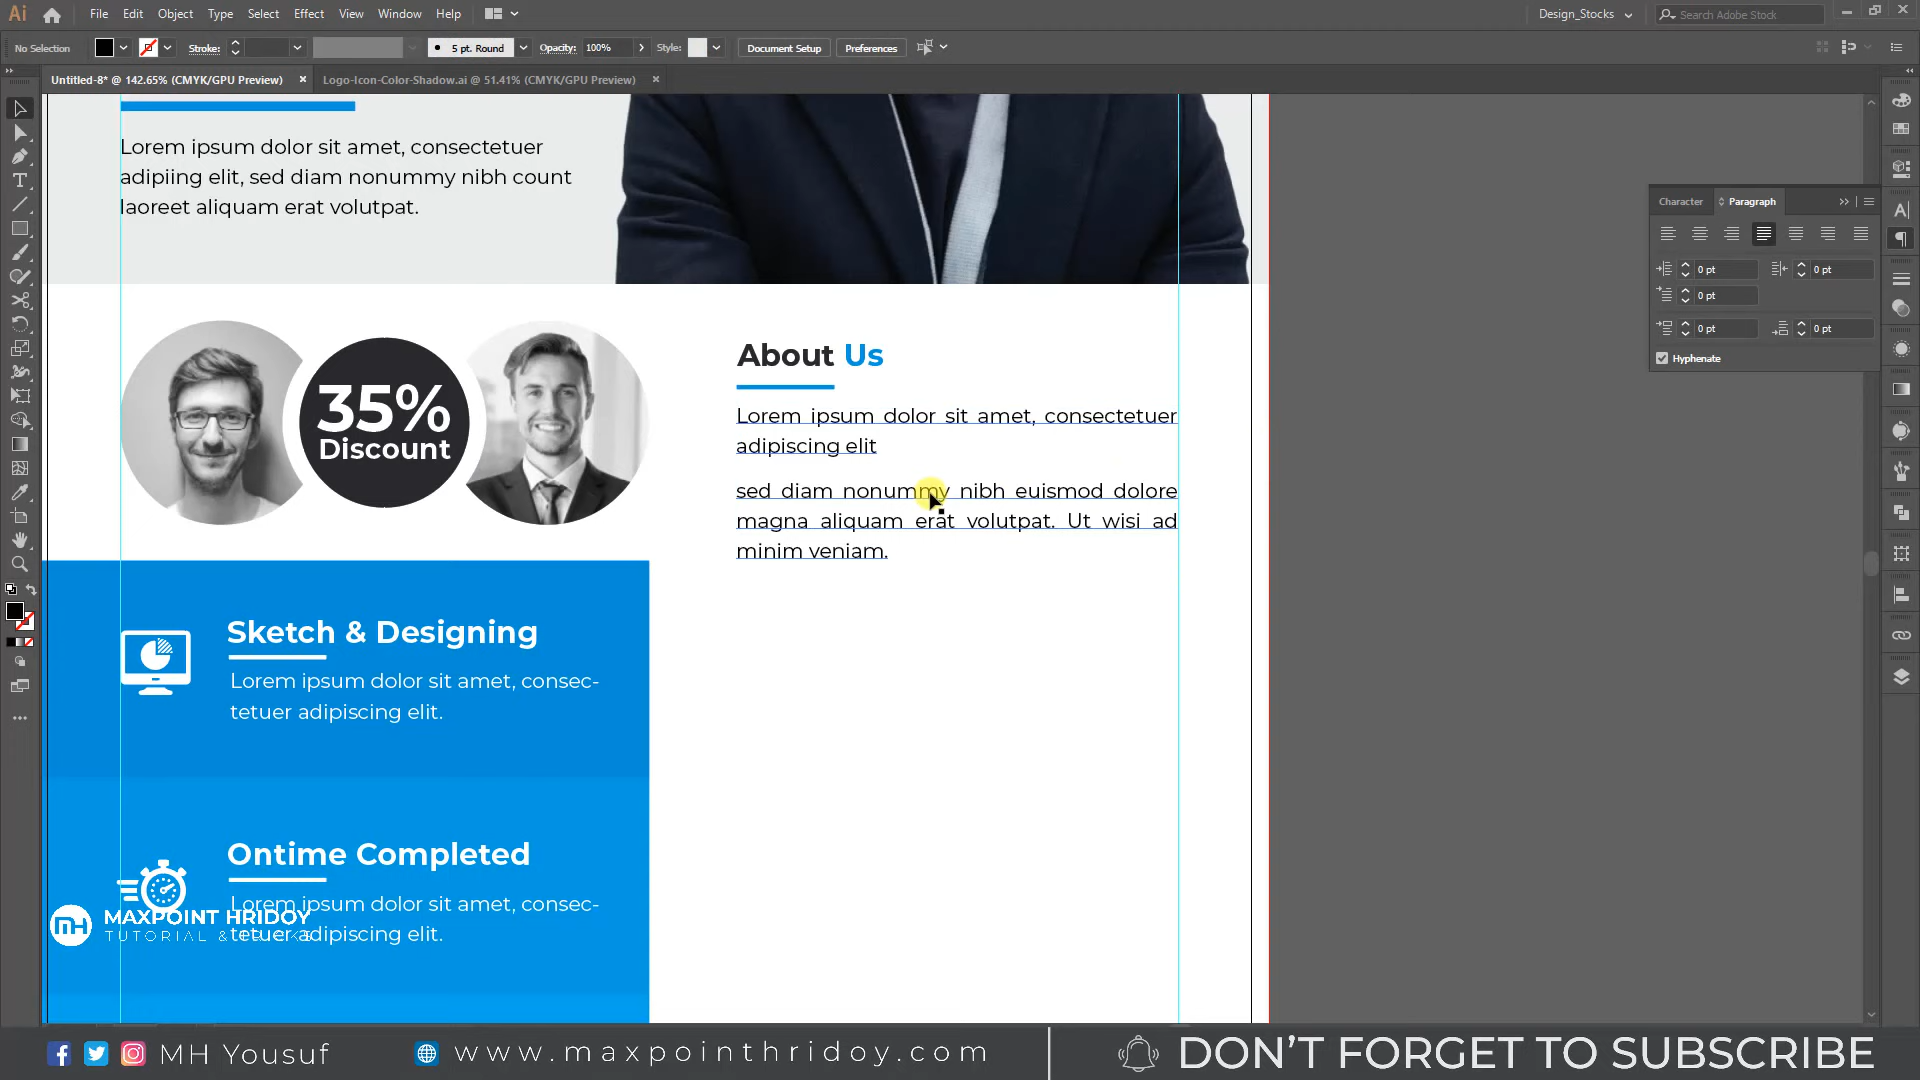 Ai File Edit Object Type Select Effect View Window Help Design_Stocks Search Adobe Stock
No Selection Stroke: 5 pt. Round Opacity: 100% Style: Document Setup Preferences
Untitled-8* @ 142.65% (CMYK/GPU Preview) × Logo-Icon-Color-Shadow.ai @ 51.41% (CMYK/GPU Preview) ×
Lorem ipsum dolor sit amet, consectetuer
adipiing elit, sed diam nonummy nibh count
laoreet aliquam erat volutpat.
Character Paragraph
0 pt 0 pt
0 pt
0 pt 0 pt
Hyphenate
35%
Discount
About Us
Lorem ipsum dolor sit amet, consectetuer
adipiscing elit
sed diam nonummy nibh euismod dolore
magna aliquam erat volutpat. Ut wisi ad
minim veniam.
Sketch & Designing
Lorem ipsum dolor sit amet, consec-
tetuer adipiscing elit.
Ontime Completed
Lorem ipsum dolor sit amet, consec-
tetuer adipiscing elit.
MH MAXPOINT HRIDOY
TUTORIAL &
MH Yousuf
www.maxpointhridoy.com
DON'T FORGET TO SUBSCRIBE